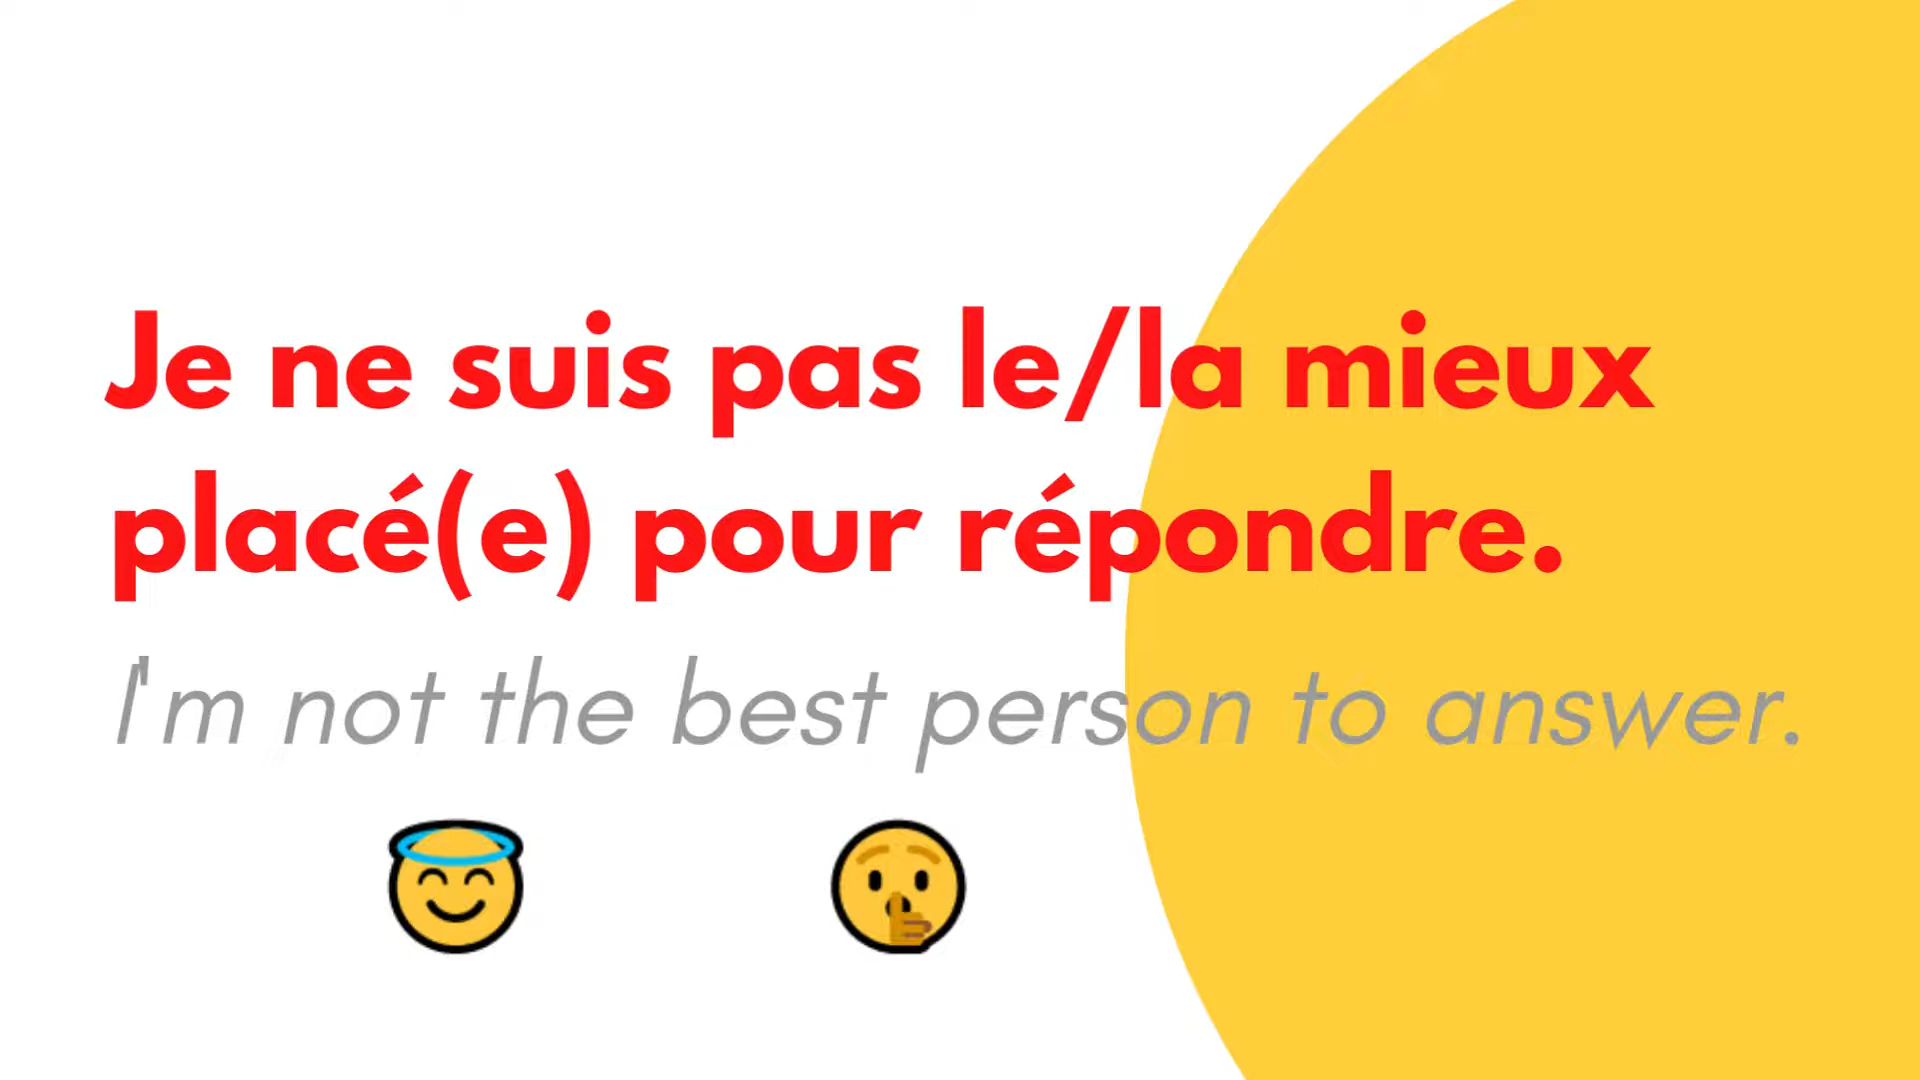 Je ne suis pas le/la mieux
placé(e) pour répondre.
I'm not the best person to answer.